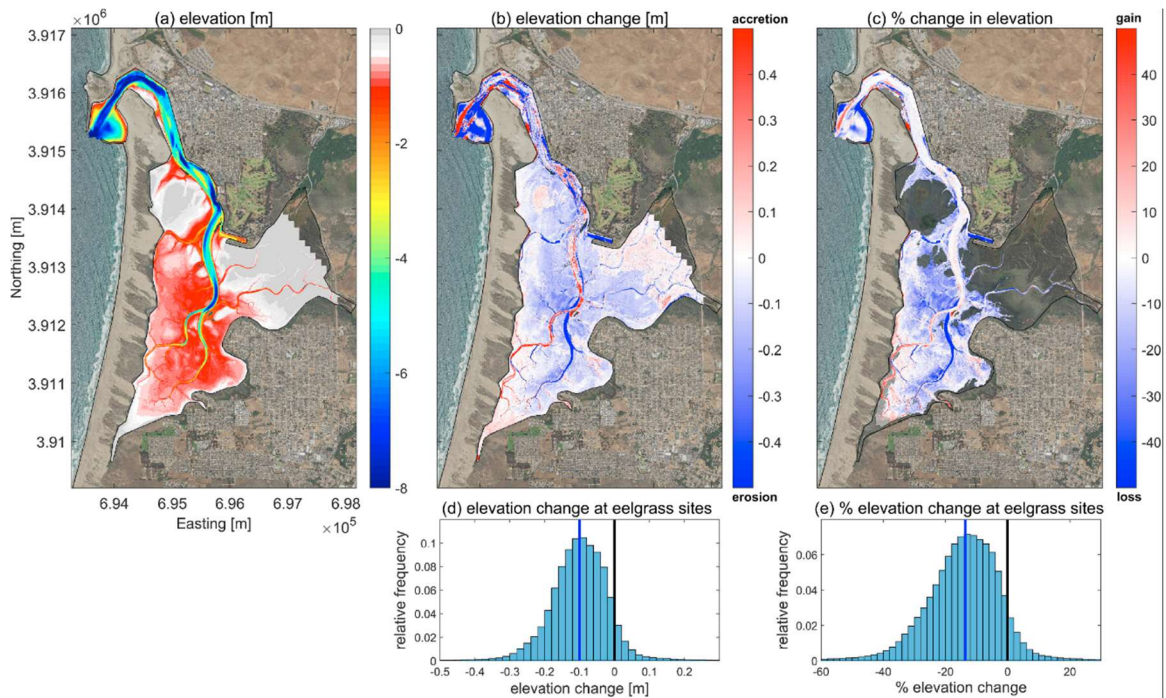 (a) elevation [m]
(b) elevation change [m]
accretion
(c) % change in elevation
gain
×10⁶
3.917
3.916
3.915
3.914
3.913
3.912
3.911
3.91
Northing [m]
6.94 6.95 6.96 6.97 6.98
Easting [m]
×10⁵
0
-2
-4
-6
-8
0.4
0.3
0.2
0.1
0
-0.1
-0.2
-0.3
-0.4
erosion
40
30
20
10
0
-10
-20
-30
-40
loss
(d) elevation change at eelgrass sites
relative frequency
0.1
0.08
0.06
0.04
0.02
0
-0.5 -0.4 -0.3 -0.2 -0.1 0 0.1 0.2
elevation change [m]
(e) % elevation change at eelgrass sites
relative frequency
0.06
0.04
0.02
0
-60 -40 -20 0 20
% elevation change